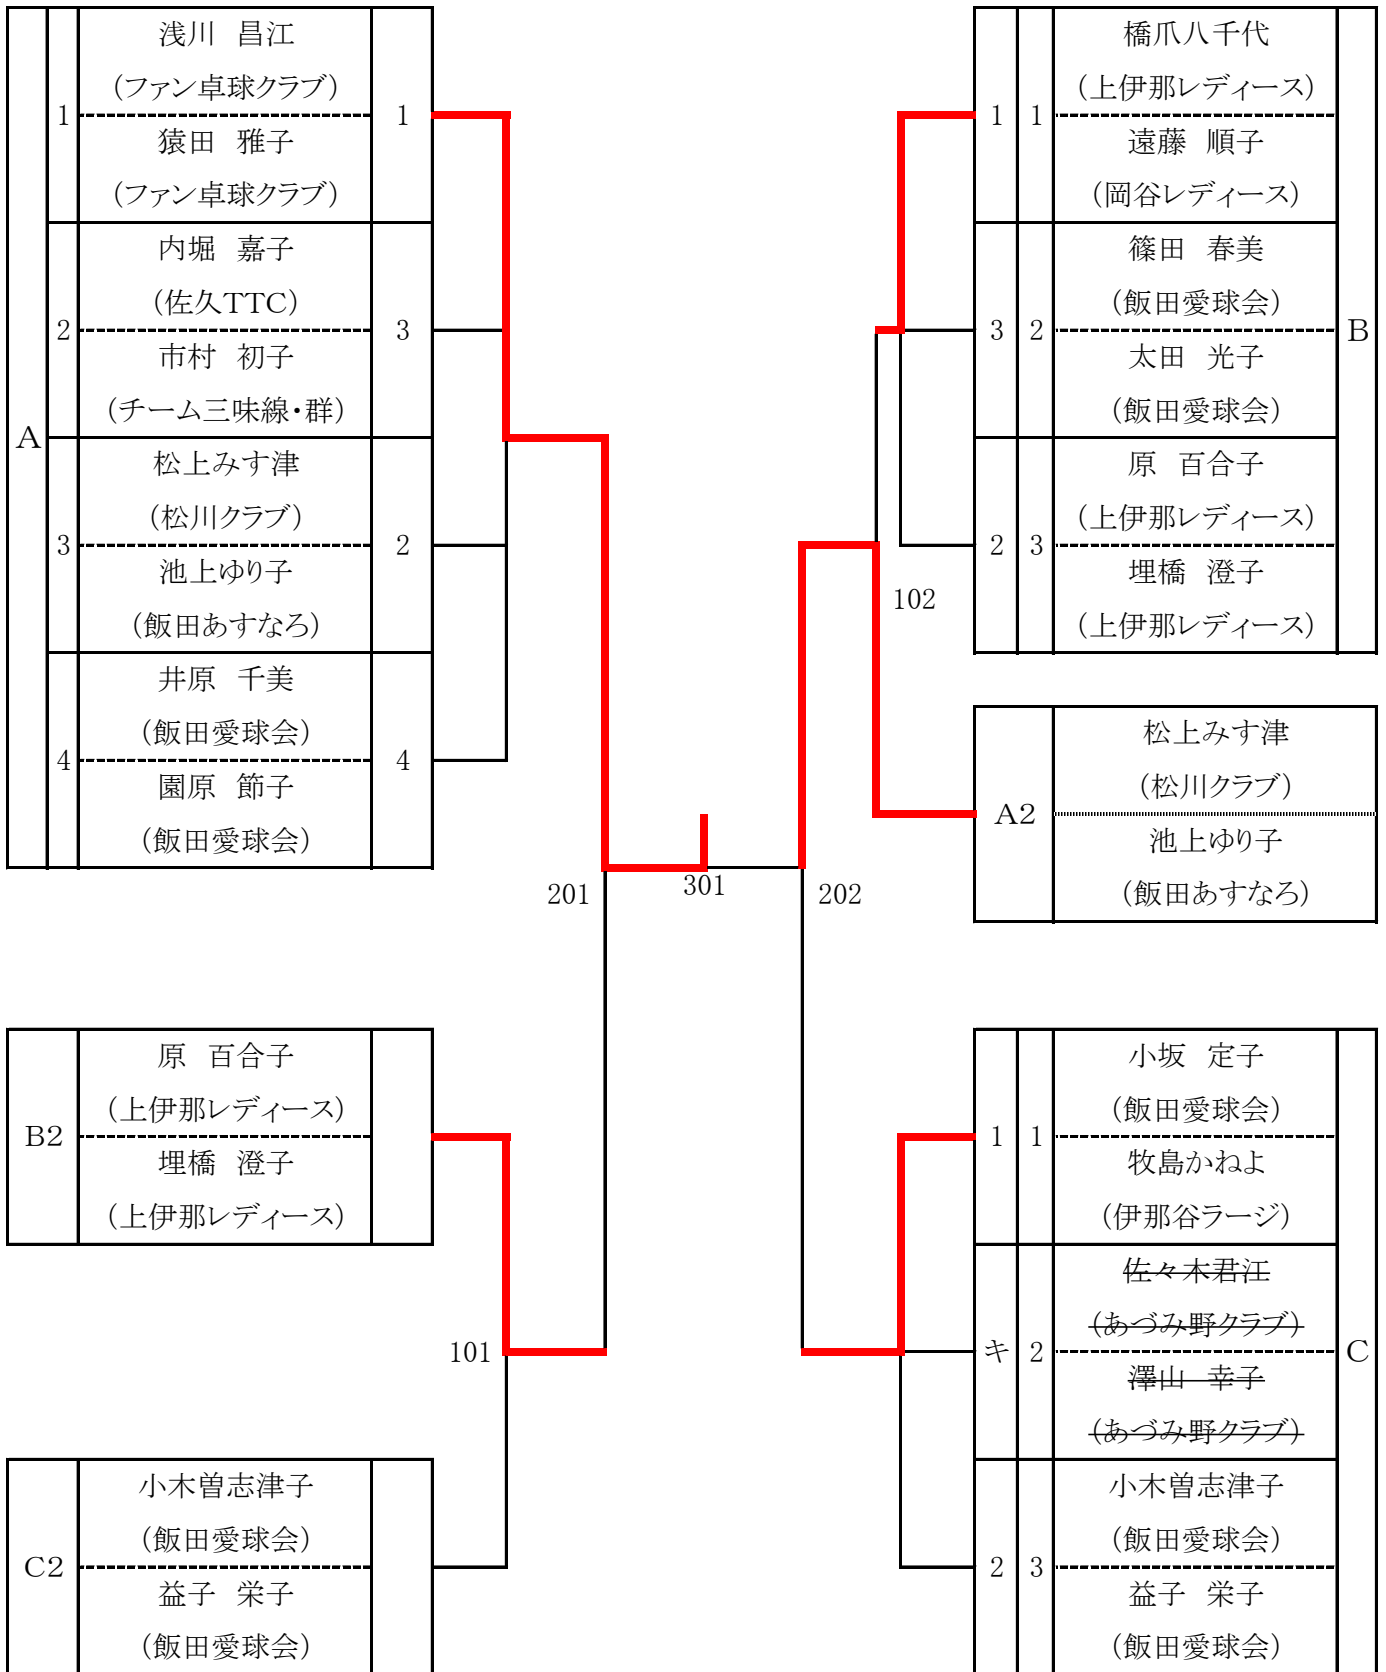 A
1
浅川 昌江
(ファン卓球クラブ)
猿田 雅子
(ファン卓球クラブ)
1
2
内堀 嘉子
(佐久TTC)
市村 初子
(チーム三味線・群)
3
3
松上みす津
(松川クラブ)
池上ゆり子
(飯田あすなろ)
2
4
井原 千美
(飯田愛球会)
園原 節子
(飯田愛球会)
4
B2
原 百合子
(上伊那レディース)
埋橋 澄子
(上伊那レディース)
C2
小木曽志津子
(飯田愛球会)
益子 栄子
(飯田愛球会)
101
201
301
202
102
1
1
橋爪八千代
(上伊那レディース)
遠藤 順子
(岡谷レディース)
3
2
篠田 春美
(飯田愛球会)
太田 光子
(飯田愛球会)
B
2
3
原 百合子
(上伊那レディース)
埋橋 澄子
(上伊那レディース)
A2
松上みす津
(松川クラブ)
池上ゆり子
(飯田あすなろ)
1
1
小坂 定子
(飯田愛球会)
牧島かねよ
(伊那谷ラージ)
キ
2
佐々木君江
(あづみ野クラブ)
澤山 幸子
(あづみ野クラブ)
C
2
3
小木曽志津子
(飯田愛球会)
益子 栄子
(飯田愛球会)